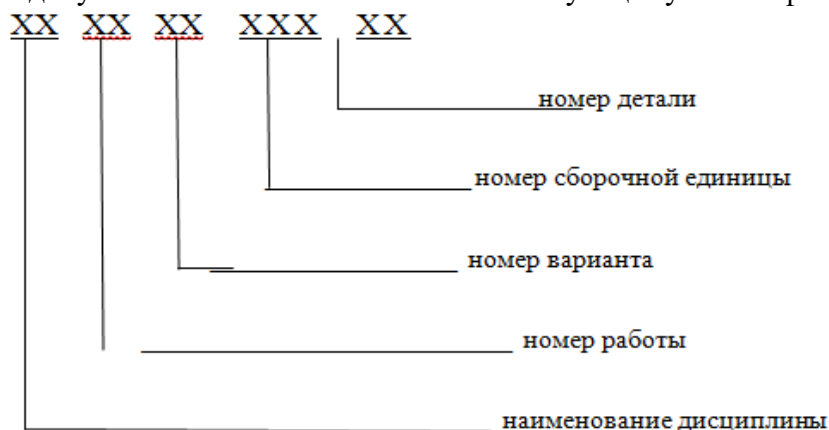 XX XX XX XXX XX
номер детали
номер сборочной единицы
номер варианта
номер работы
наименование дисциплины